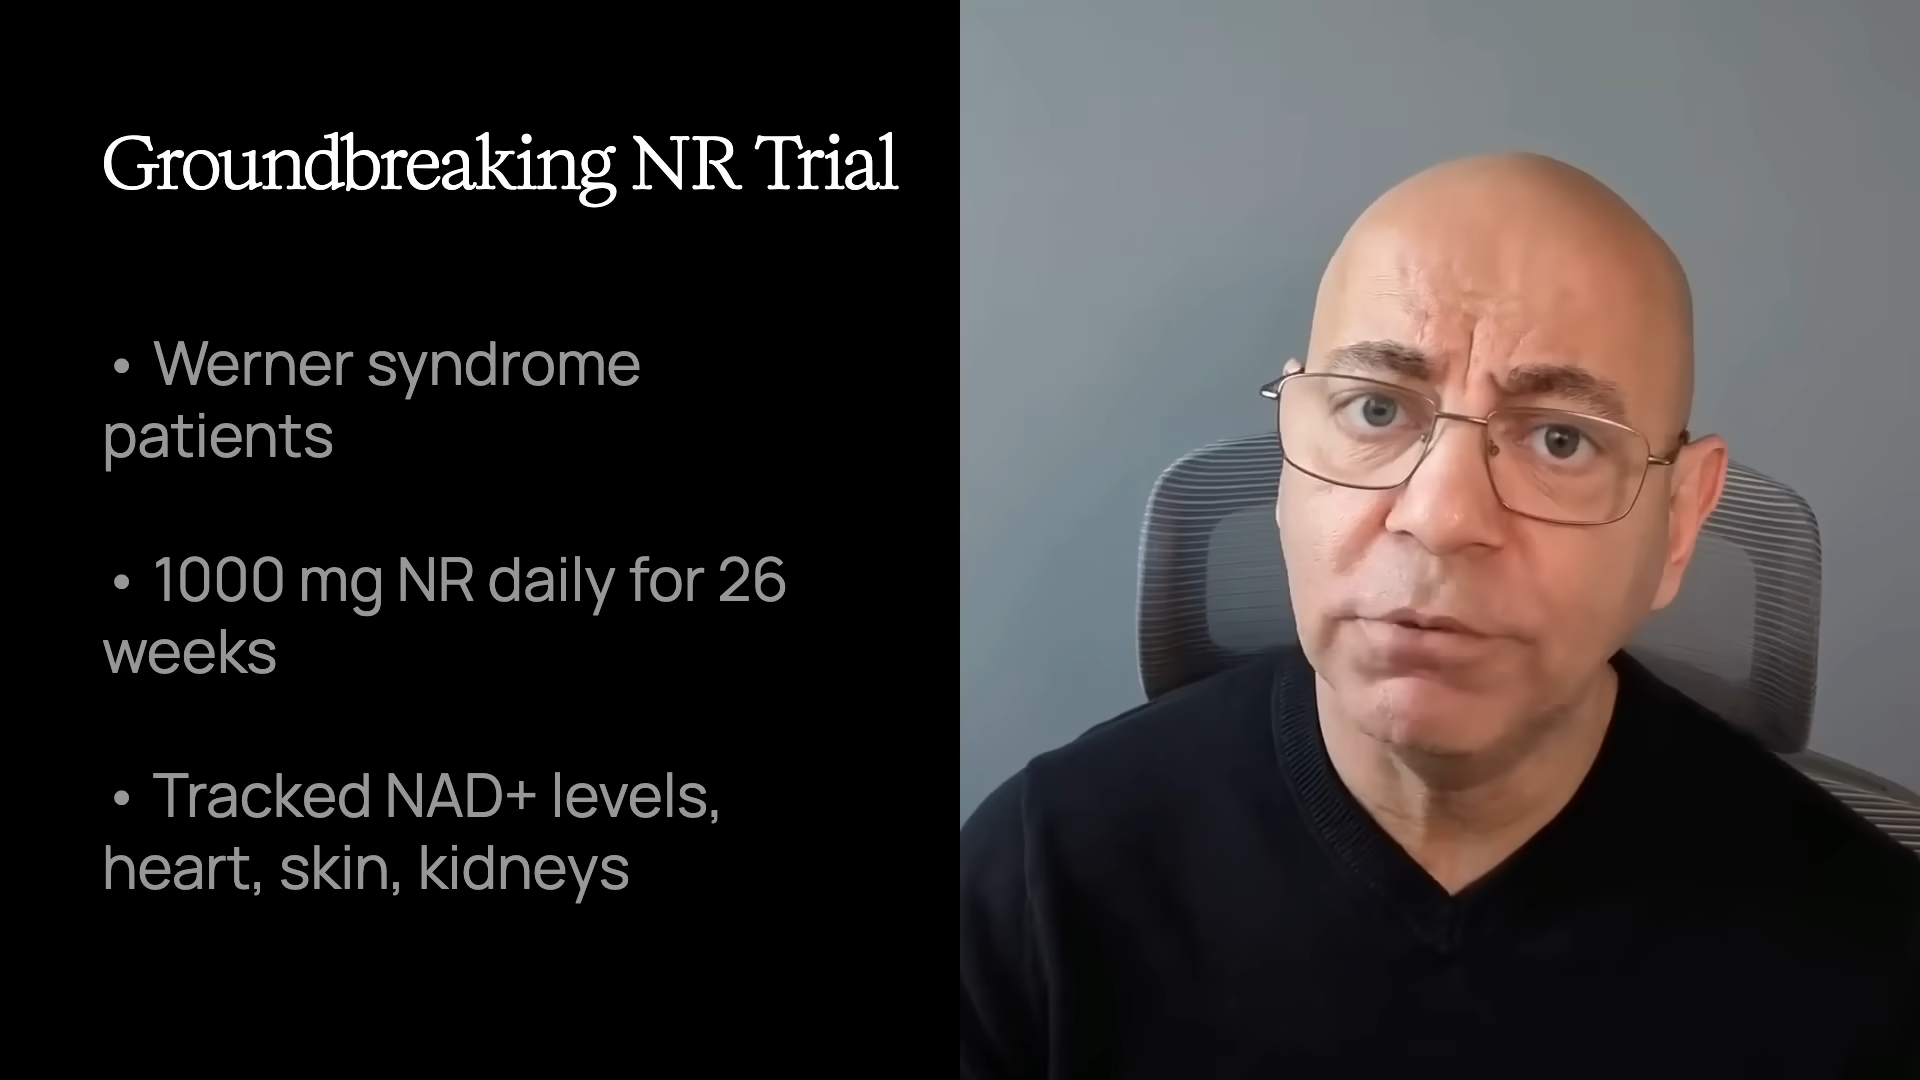 Groundbreaking NR Trial
• Werner syndrome
patients
• 1000 mg NR daily for 26
weeks
• Tracked NAD+ levels,
heart, skin, kidneys